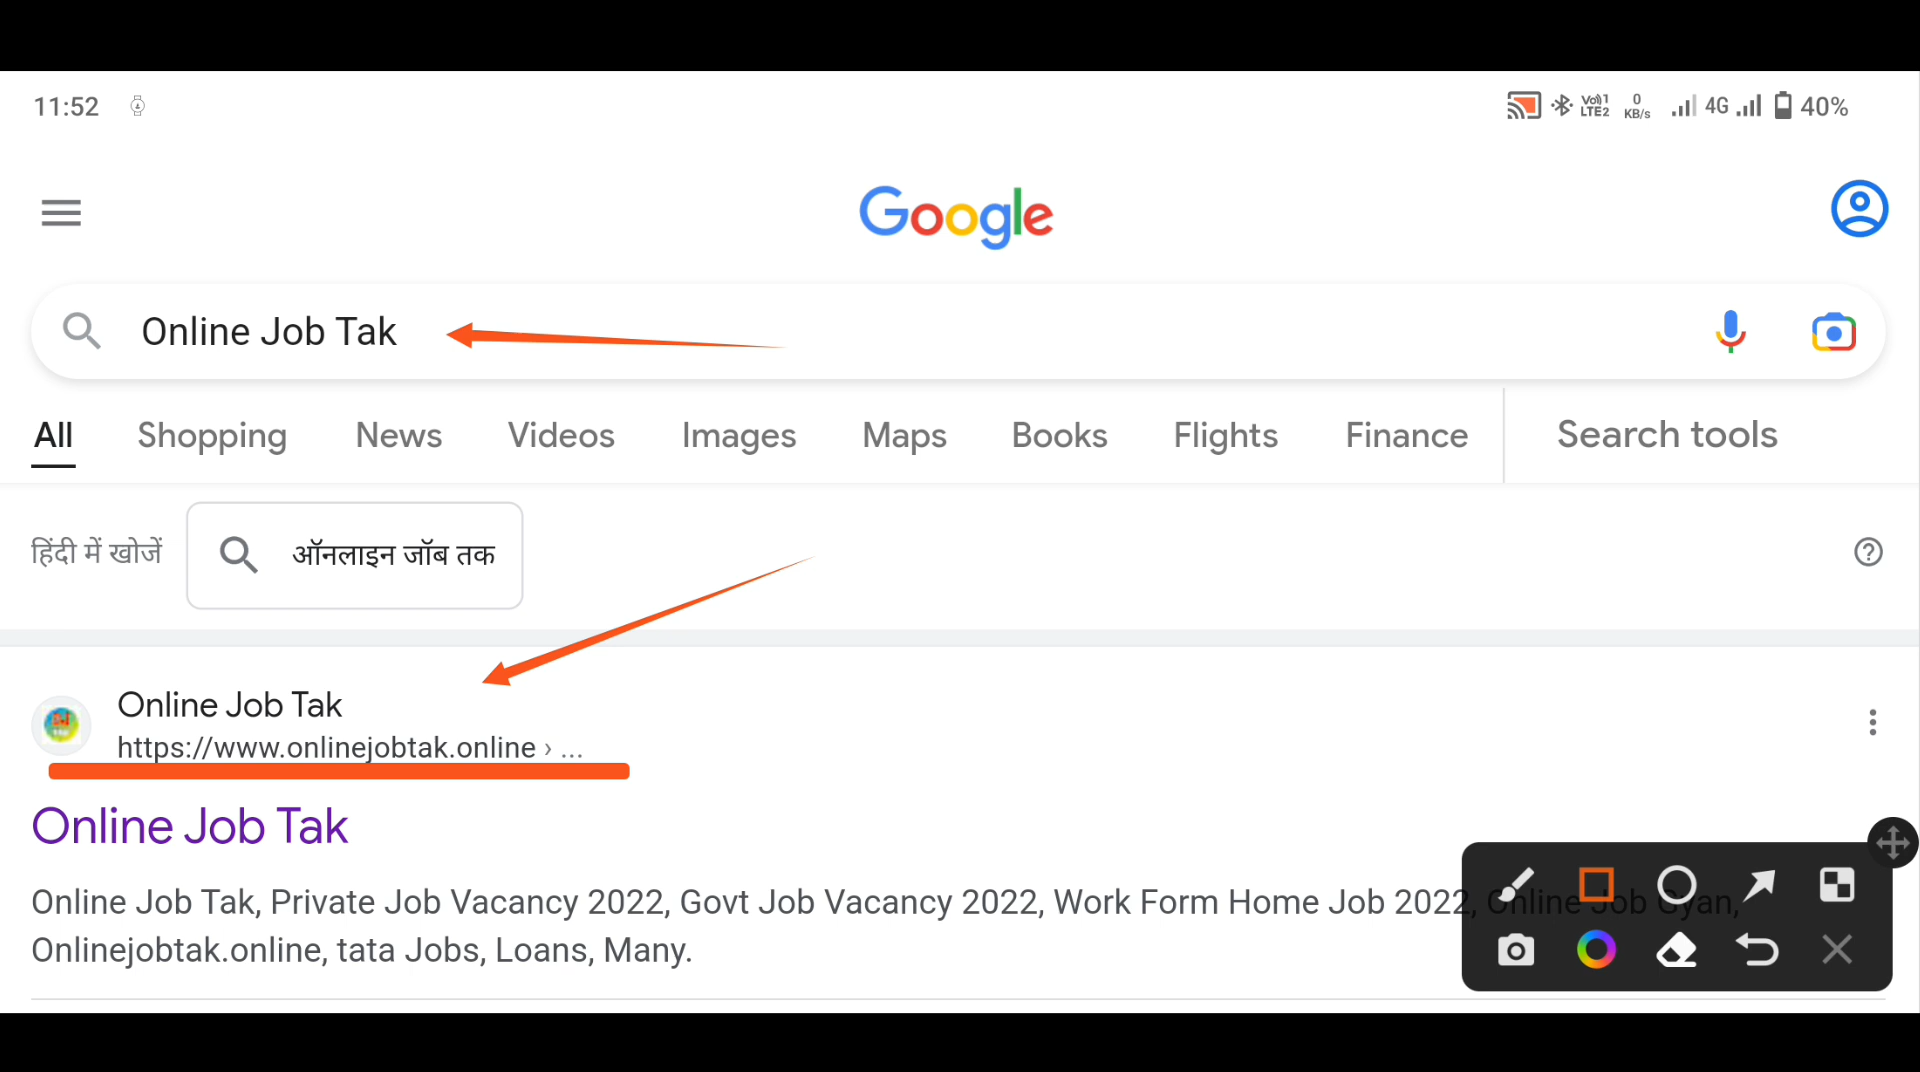 11:52
Vo)) 1 LTE2 0 KB/s 4G 40%
Google
Online Job Tak
All Shopping News Videos Images Maps Books Flights Finance Search tools
हिंदी में खोजें ऑनलाइन जॉब तक
Online Job Tak
https://www.onlinejobtak.online › ...
Online Job Tak
Online Job Tak, Private Job Vacancy 2022, Govt Job Vacancy 2022, Work Form Home Job 2022, Online Job Gyan,
Onlinejobtak.online, tata Jobs, Loans, Many.